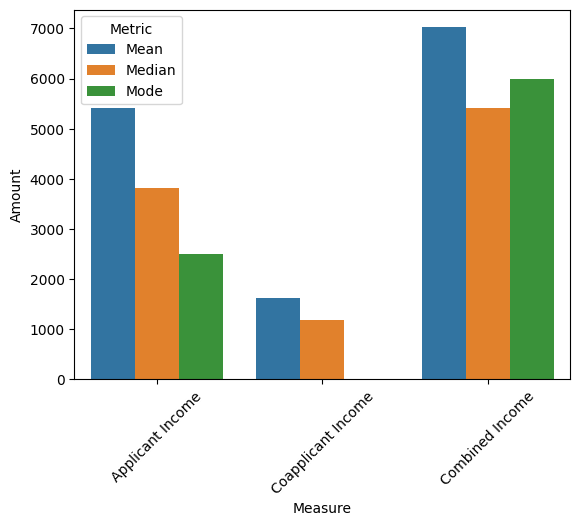 Metric
Mean
Median
Mode
7000
6000
5000
4000
3000
2000
1000
0
Amount
Applicant Income
Coapplicant Income
Combined Income
Measure